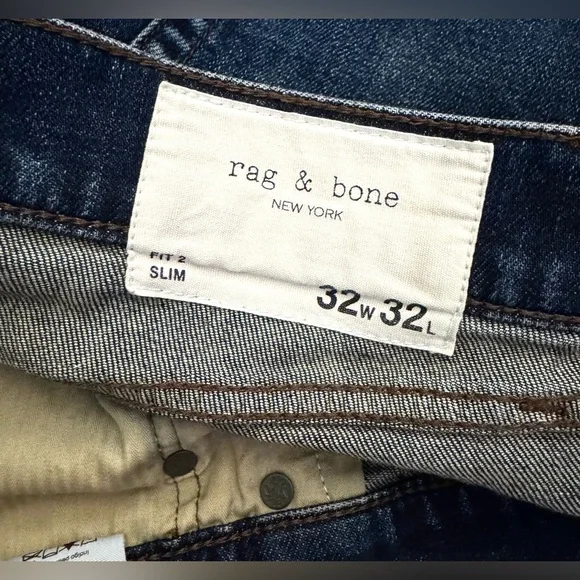 rag & bone
NEW YORK
FIT 2
SLIM
32W 32L